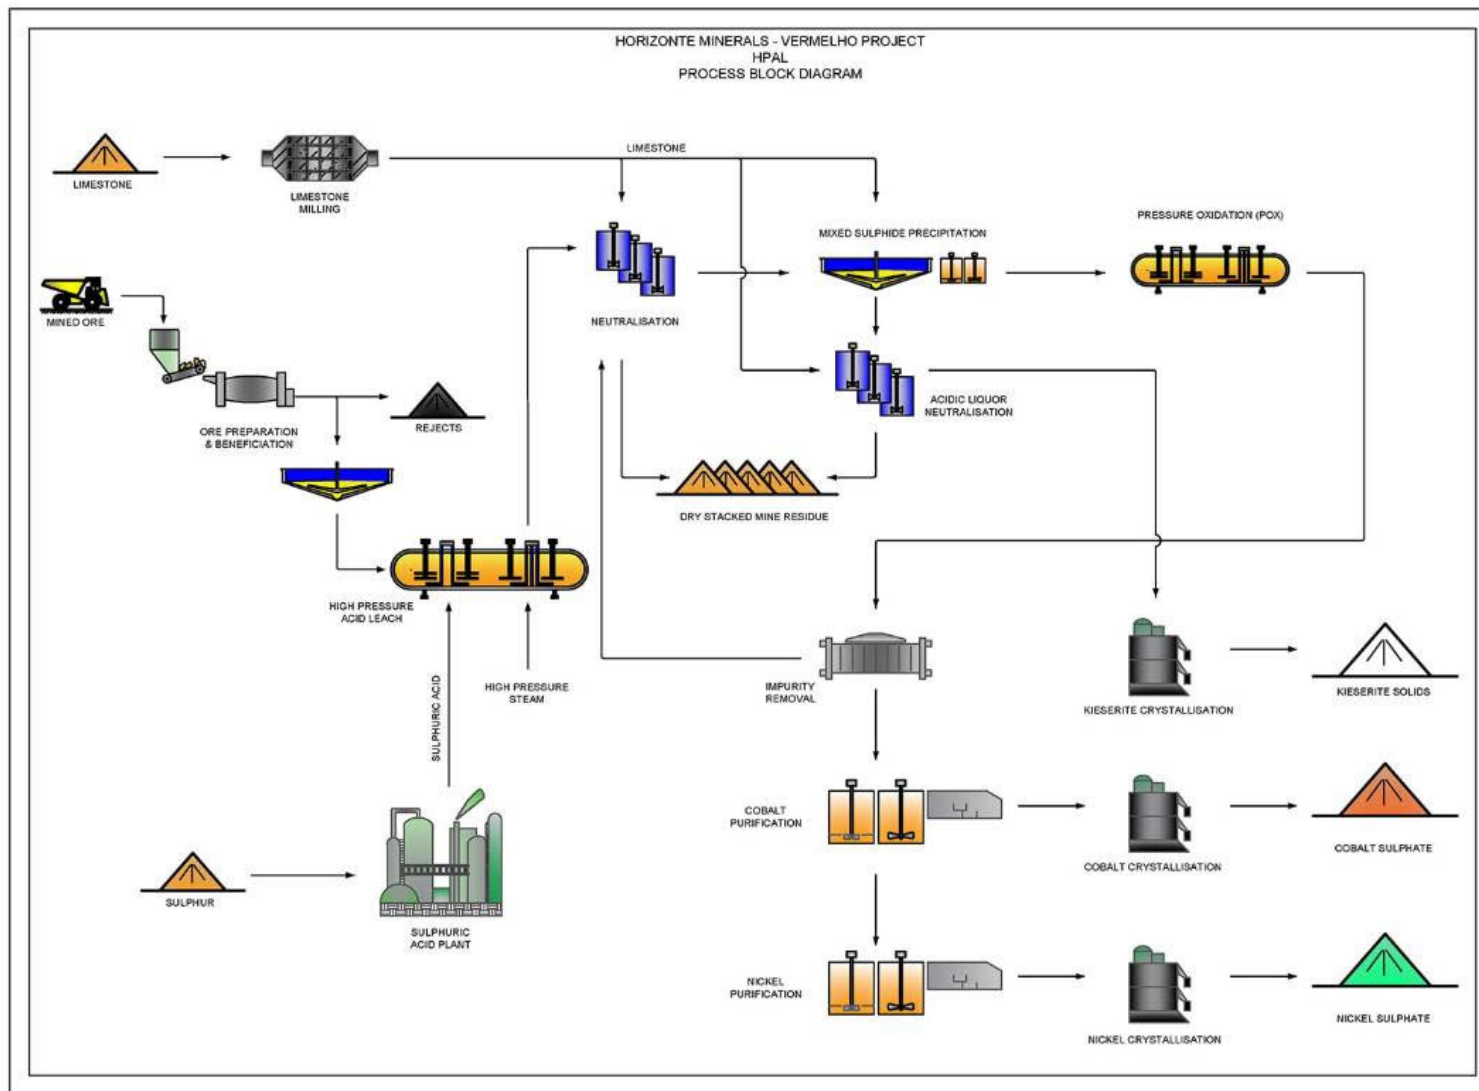 HORIZONTE MINERALS - VERMELHO PROJECT
HPAL
PROCESS BLOCK DIAGRAM
LIMESTONE
LIMESTONE
MILLING
LIMESTONE
MIXED SULPHIDE PRECIPITATION
PRESSURE OXIDATION (POX)
MINED ORE
NEUTRALISATION
ORE PREPARATION
& BENEFICIATION
REJECTS
ACIDIC LIQUOR
NEUTRALISATION
DRY STACKED MINE RESIDUE
HIGH PRESSURE
ACID LEACH
HIGH PRESSURE
STEAM
SULPHURIC ACID
IMPURITY
REMOVAL
KIESERITE CRYSTALLISATION
KIESERITE SOLIDS
COBALT
PURIFICATION
COBALT CRYSTALLISATION
COBALT SULPHATE
SULPHUR
SULPHURIC
ACID PLANT
NICKEL
PURIFICATION
NICKEL CRYSTALLISATION
NICKEL SULPHATE